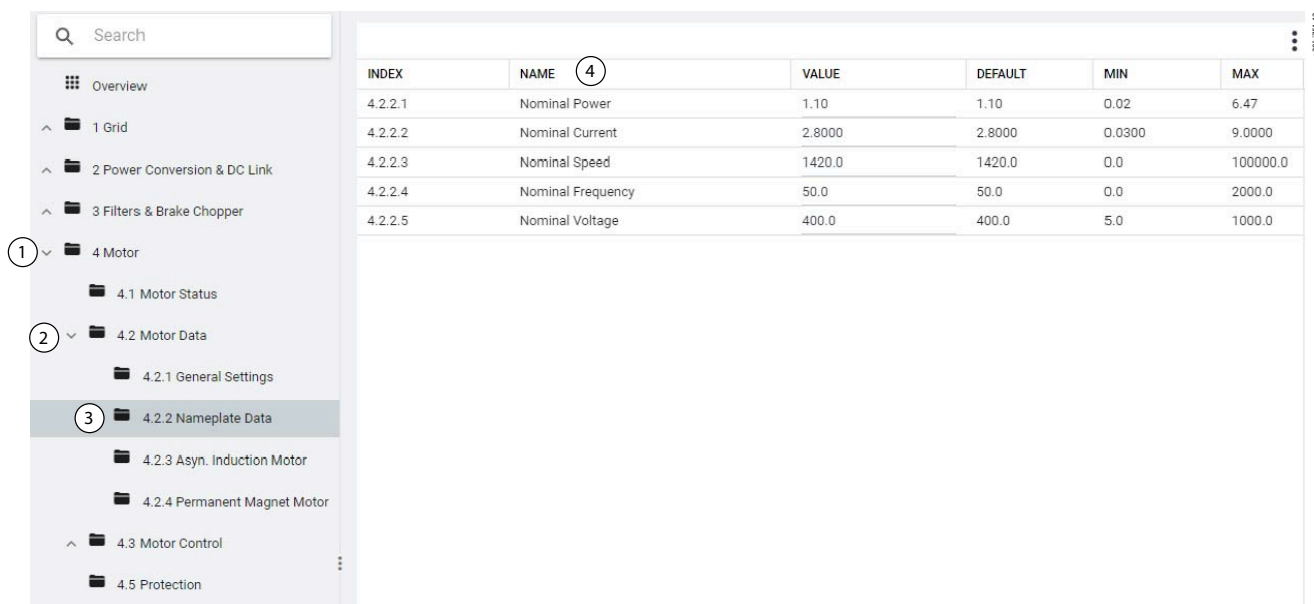 Search
Overview
1 Grid
2 Power Conversion & DC Link
3 Filters & Brake Chopper
1 4 Motor
4.1 Motor Status
2 4.2 Motor Data
4.2.1 General Settings
3 4.2.2 Nameplate Data
4.2.3 Asyn. Induction Motor
4.2.4 Permanent Magnet Motor
4.3 Motor Control
4.5 Protection
INDEX NAME 4 VALUE DEFAULT MIN MAX
4.2.2.1 Nominal Power 1.10 1.10 0.02 6.47
4.2.2.2 Nominal Current 2.8000 2.8000 0.0300 9.0000
4.2.2.3 Nominal Speed 1420.0 1420.0 0.0 100000.0
4.2.2.4 Nominal Frequency 50.0 50.0 0.0 2000.0
4.2.2.5 Nominal Voltage 400.0 400.0 5.0 1000.0